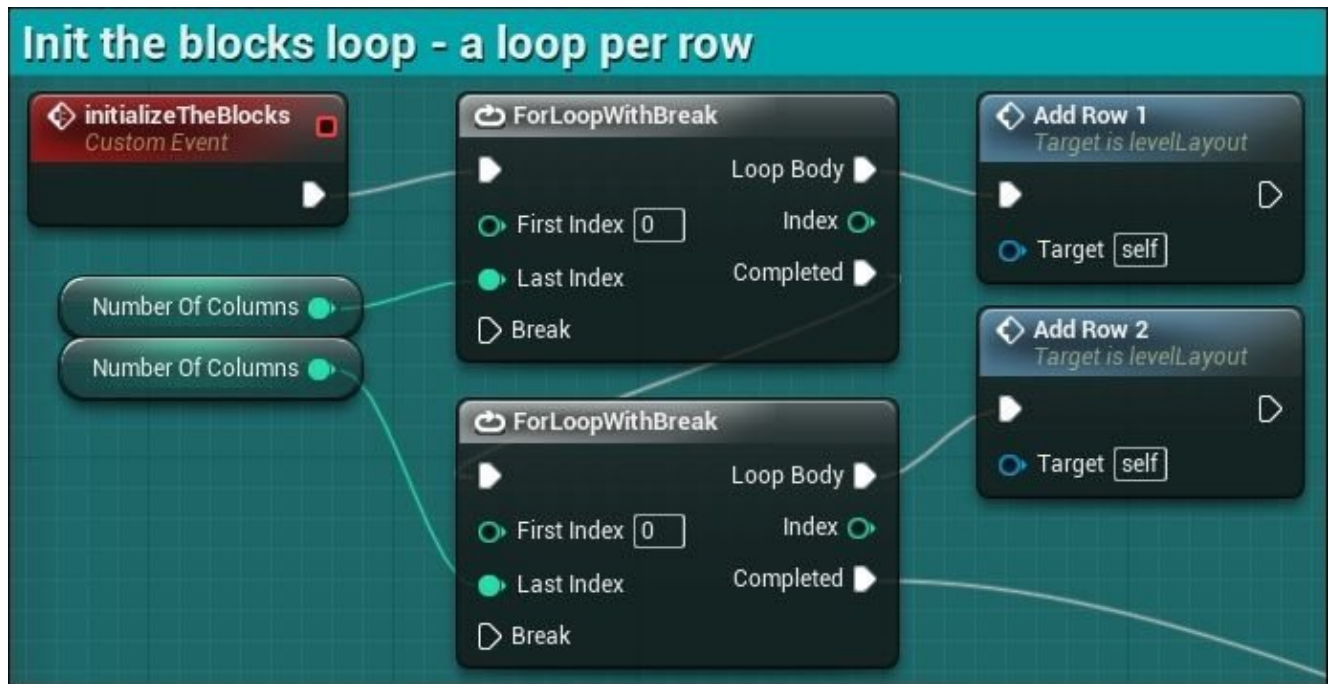 Init the blocks loop - a loop per row
initializeTheBlocks
Custom Event
Number Of Columns
Number Of Columns
ForLoopWithBreak
Loop Body
First Index 0
Index
Last Index
Completed
Break
Add Row 1
Target is levelLayout
Target self
ForLoopWithBreak
Loop Body
First Index 0
Index
Last Index
Completed
Break
Add Row 2
Target is levelLayout
Target self